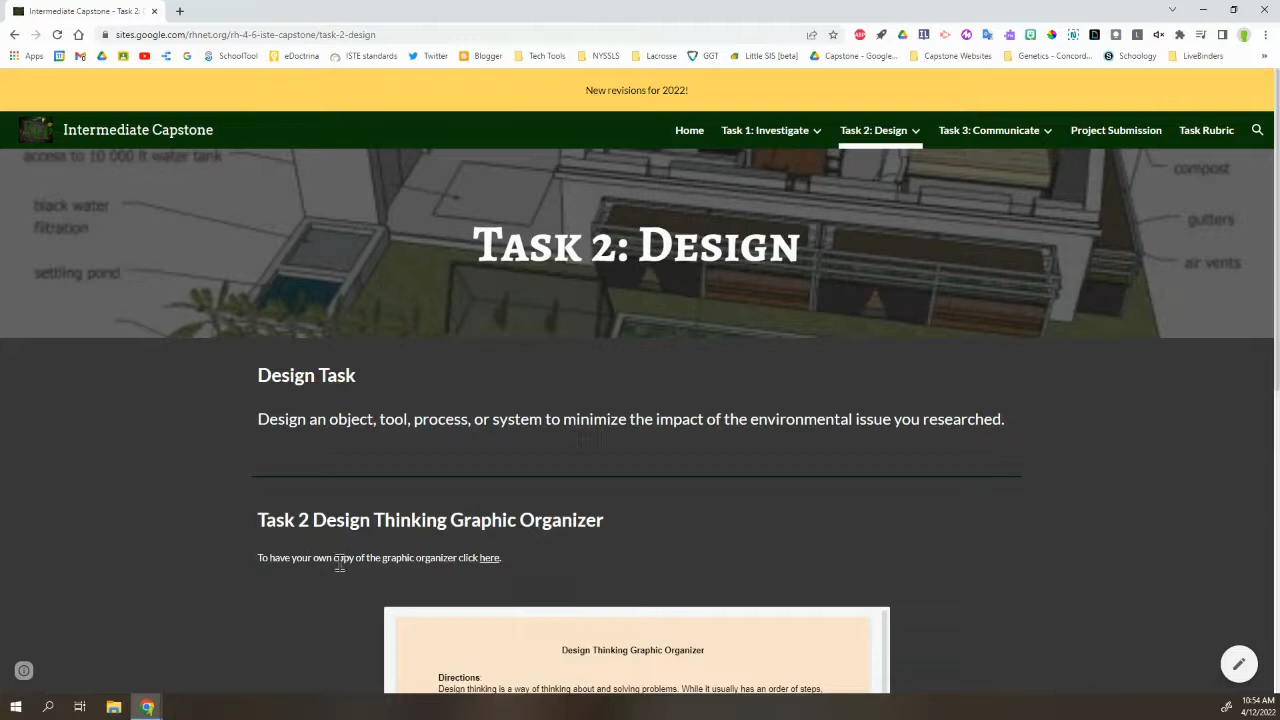 Intermediate Capstone - Task 2: D
sites.google.com/rhnet.org/rh-4-6-iste-capstone/task-2-design
Apps
SchoolTool
eDoctrina
ISTE standards
Twitter
Blogger
Tech Tools
NYSSLS
Lacrosse
GGT
Little SIS [beta]
Capstone - Google...
Capstone Websites
Genetics - Concord...
Schoology
LiveBinders
New revisions for 2022!
Intermediate Capstone
Home
Task 1: Investigate
Task 2: Design
Task 3: Communicate
Project Submission
Task Rubric
access to 10 000 ft water tank
compost
black water
filtration
gutters
settling pond
air vents
Task 2: Design
Design Task
Design an object, tool, process, or system to minimize the impact of the environmental issue you researched.
Task 2 Design Thinking Graphic Organizer
To have your own copy of the graphic organizer click here.
Design Thinking Graphic Organizer
Directions:
Design thinking is a way of thinking about and solving problems. While it usually has an order of steps,
10:54 AM
4/12/2022